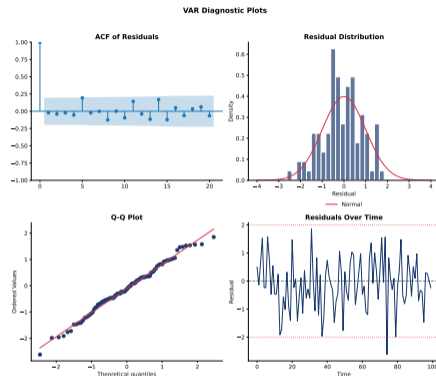 VAR Diagnostic Plots
ACF of Residuals
1.00
0.75
0.50
0.25
0.00
−0.25
−0.50
−0.75
−1.00
0 5 10 15 20
Residual Distribution
Density
0.6
0.5
0.4
0.3
0.2
0.1
0.0
−4 −3 −2 −1 0 1 2 3 4
Residual
Normal
Q-Q Plot
Ordered Values
2
1
0
−1
−2
−2 −1 0 1 2
Theoretical quantiles
Residuals Over Time
Residual
2
1
0
−1
−2
0 20 40 60 80 100
Time